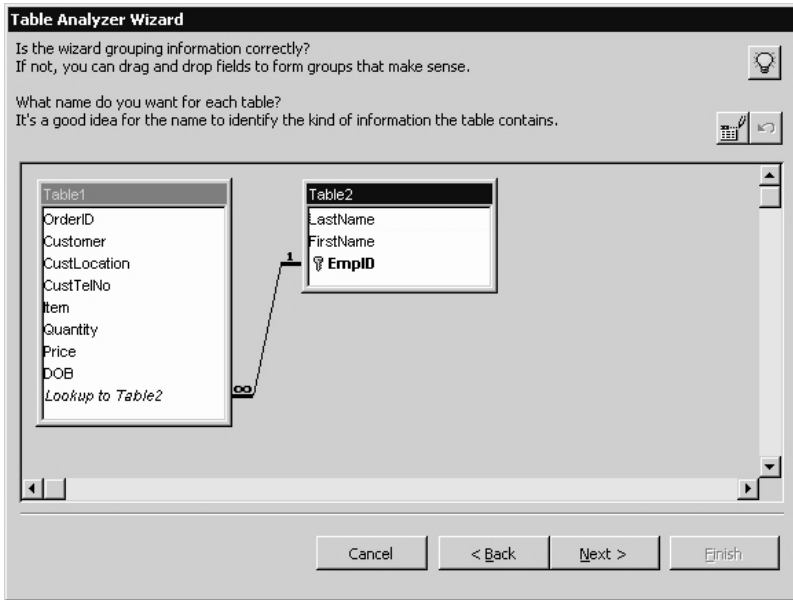 Table Analyzer Wizard
Is the wizard grouping information correctly?
If not, you can drag and drop fields to form groups that make sense.
What name do you want for each table?
It's a good idea for the name to identify the kind of information the table contains.
Table1
OrderID
Customer
CustLocation
CustTelNo
Item
Quantity
Price
DOB
Lookup to Table2
Table2
LastName
FirstName
EmpID
1
∞
Cancel
< Back
Next >
Finish